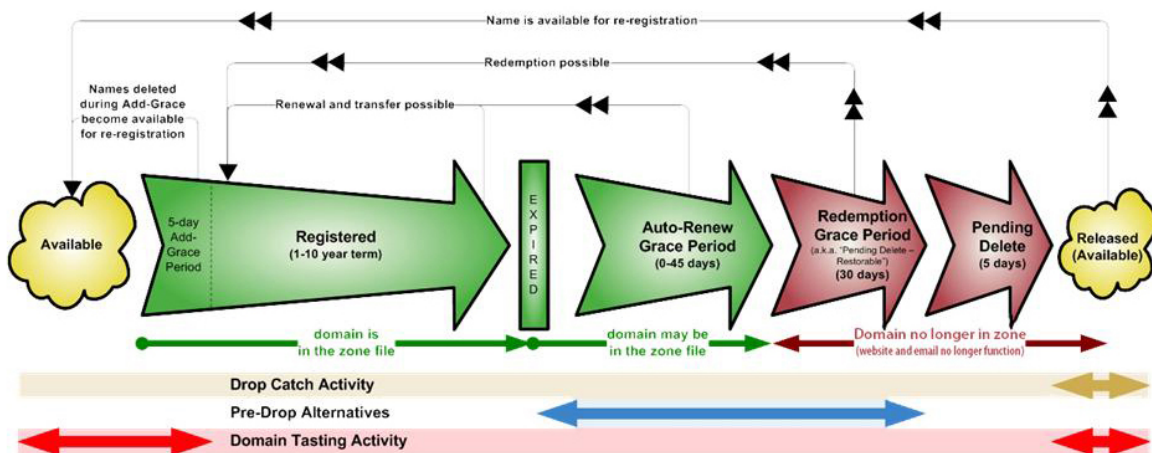 Name is available for re-registration
Redemption possible
Names deleted
during Add-Grace
become available
for re-registration
Renewal and transfer possible
Available
5-day
Add-
Grace
Period
Registered
(1-10 year term)
EXPIRED
Auto-Renew
Grace Period
(0-45 days)
Redemption
Grace Period
(a.k.a. "Pending Delete –
Restorable")
(30 days)
Pending
Delete
(5 days)
Released
(Available)
domain is
in the zone file
domain may be
in the zone file
Domain no longer in zone
(website and email no longer function)
Drop Catch Activity
Pre-Drop Alternatives
Domain Tasting Activity